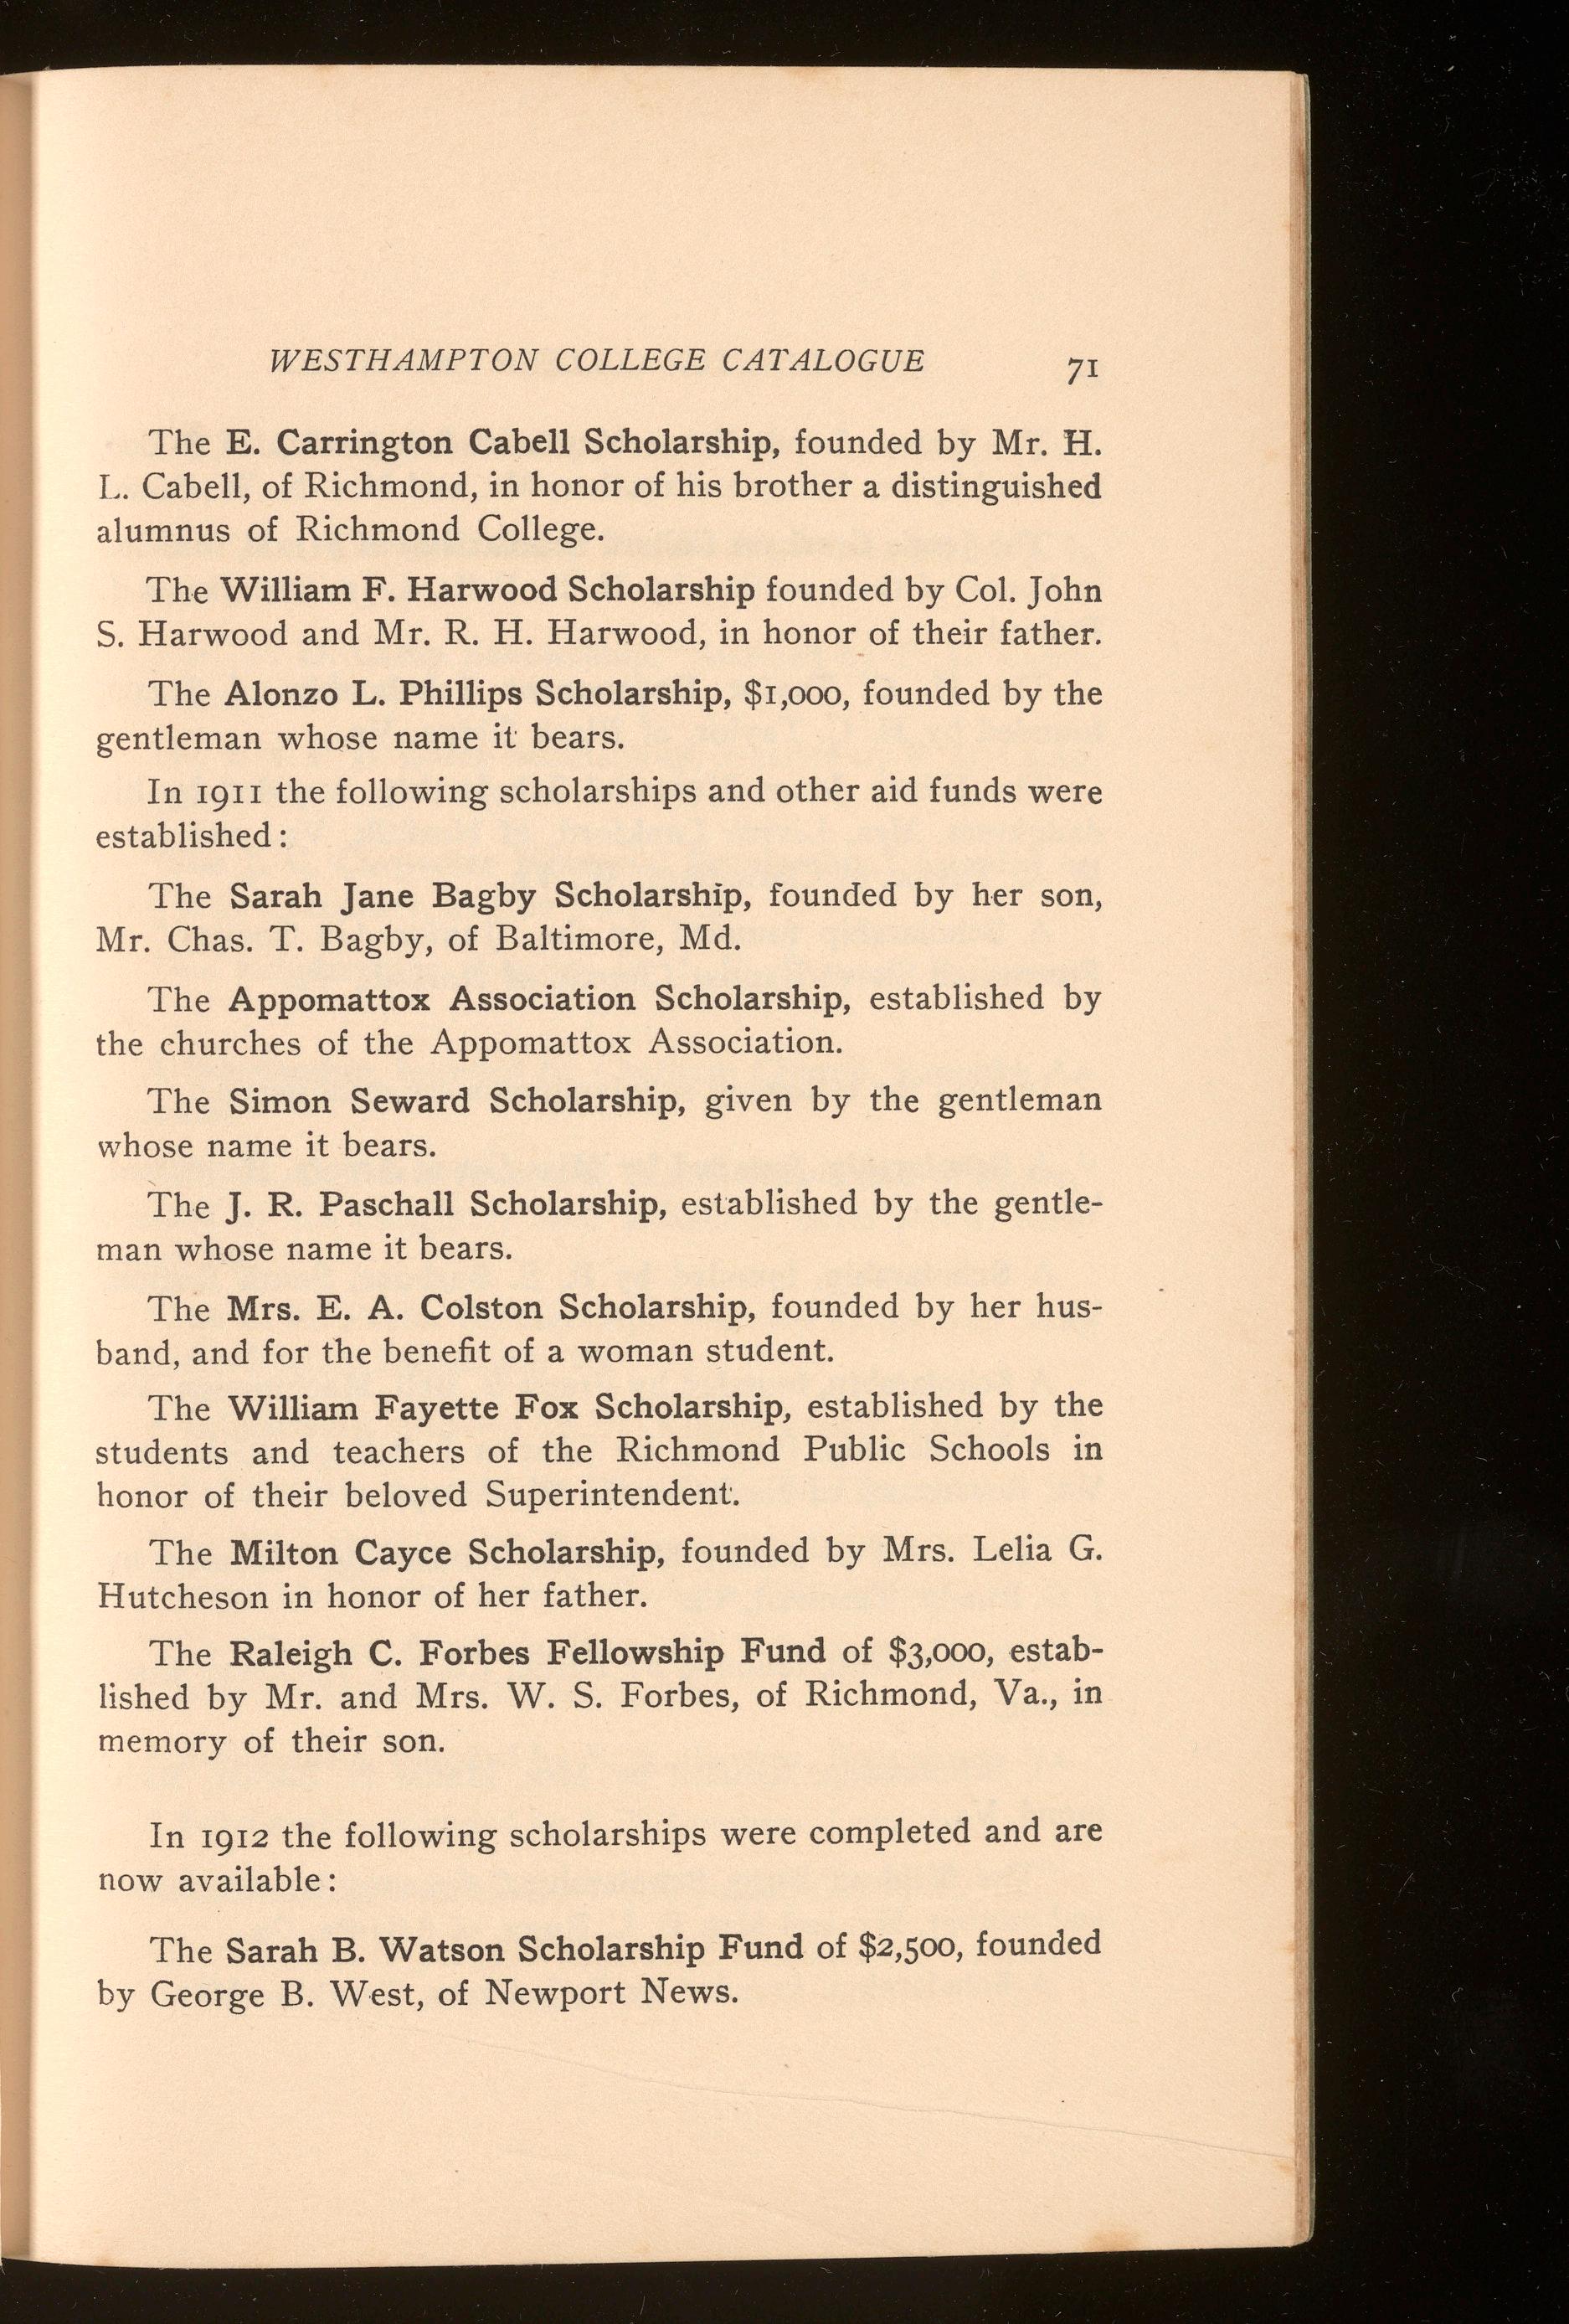 WESTHAMPTON COLLEGE CATALOGUE 71
The E. Carrington Cabell Scholarship, founded by Mr. H.
L. Cabell, of Richmond, in honor of his brother a distinguished
alumnus of Richmond College.
The William F. Harwood Scholarship founded by Col. John
S. Harwood and Mr. R. H. Harwood, in honor of their father.
The Alonzo L. Phillips Scholarship, $1,000, founded by the
gentleman whose name it bears.
In 1911 the following scholarships and other aid funds were
established:
The Sarah Jane Bagby Scholarship, founded by her son,
Mr. Chas. T. Bagby, of Baltimore, Md.
The Appomattox Association Scholarship, established by
the churches of the Appomattox Association.
The Simon Seward Scholarship, given by the gentleman
whose name it bears.
The J. R. Paschall Scholarship, established by the gentle-
man whose name it bears.
The Mrs. E. A. Colston Scholarship, founded by her hus-
band, and for the benefit of a woman student.
The William Fayette Fox Scholarship, established by the
students and teachers of the Richmond Public Schools in
honor of their beloved Superintendent.
The Milton Cayce Scholarship, founded by Mrs. Lelia G.
Hutcheson in honor of her father.
The Raleigh C. Forbes Fellowship Fund of $3,000, estab-
lished by Mr. and Mrs. W. S. Forbes, of Richmond, Va., in
memory of their son.
In 1912 the following scholarships were completed and are
now available:
The Sarah B. Watson Scholarship Fund of $2,500, founded
by George B. West, of Newport News.